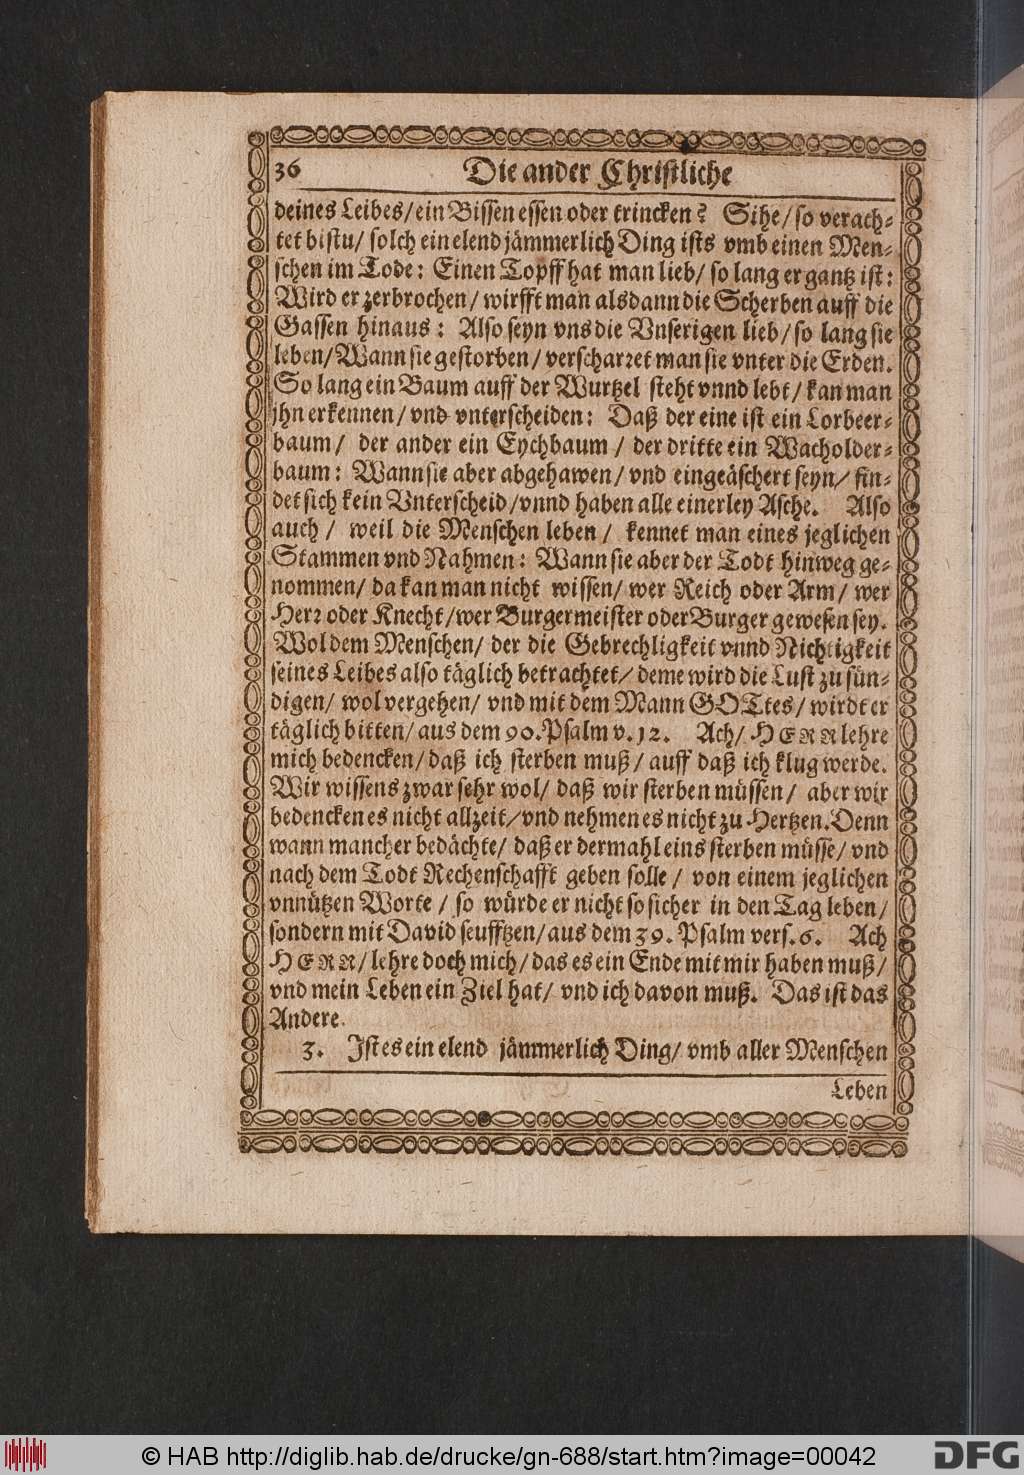 36 Die ander Christliche
deines Leibes/ ein Bissen essen oder trincken? Sihe/ so verach-
tet bistu/ solch ein elend jämmerlich Ding ists vmb einen Men-
schen im Tode: Einen Topff hat man lieb/ so lang er gantz ist:
Wird er zerbrochen/ wirfft man alsdann die Scherben auff die
Gassen hinaus: Also seyn vns die Vnserigen lieb/ so lang sie
leben/ Wann sie gestorben/ verscharret man sie vnter die Erden.
So lang ein Baum auff der Wurtzel steht vnnd lebt/ kan man
jhn erkennen/ vnd vnterscheiden: Daß der eine ist ein Lorbeer-
baum/ der ander ein Eychbaum/ der dritte ein Wacholder-
baum: Wann sie aber abgehawen/ vnd eingeäschert seyn/ fin-
det sich kein Vnterscheid/ vnnd haben alle einerley Asche. Also
auch/ weil die Menschen leben/ kennet man eines jeglichen
Stammen vnd Nahmen: Wann sie aber der Todt hinweg ge-
nommen/ da kan man nicht wissen/ wer Reich oder Arm/ wer
Herr oder Knecht/ wer Burgermeister oder Burger gewesen sey.
Wol dem Menschen/ der die Gebrechligkeit vnnd Nichtigkeit
seines Leibes also täglich betrachtet/ deme wird die Lust zu sün-
digen/ wol vergehen/ vnd mit dem Mann GOTtes/ wirdt er
täglich bitten/ aus dem 90. Psalm v. 12. Ach/ HERR lehre
mich bedencken/ daß ich sterben muß/ auff daß ich klug werde.
Wir wissens zwar sehr wol/ daß wir sterben müssen/ aber wir
bedencken es nicht allzeit/ vnd nehmen es nicht zu Hertzen. Denn
wann mancher bedächte/ daß er dermahleins sterben müsse/ vnd
nach dem Todt Rechenschafft geben solle/ von einem jeglichen
vnnützen Worte/ so würde er nicht so sicher in den Tag leben/
sondern mit David seufftzen/ aus dem 39. Psalm vers. 6. Ach
HERR/ lehre doch mich/ das es ein Ende mit mir haben muß/
vnd mein Leben ein Ziel hat/ vnd ich davon muß. Das ist das
Andere.
3. Ist es ein elend jämmerlich Ding/ vmb aller Menschen
Leben
© HAB http://diglib.hab.de/drucke/gn-688/start.htm?image=00042
DFG